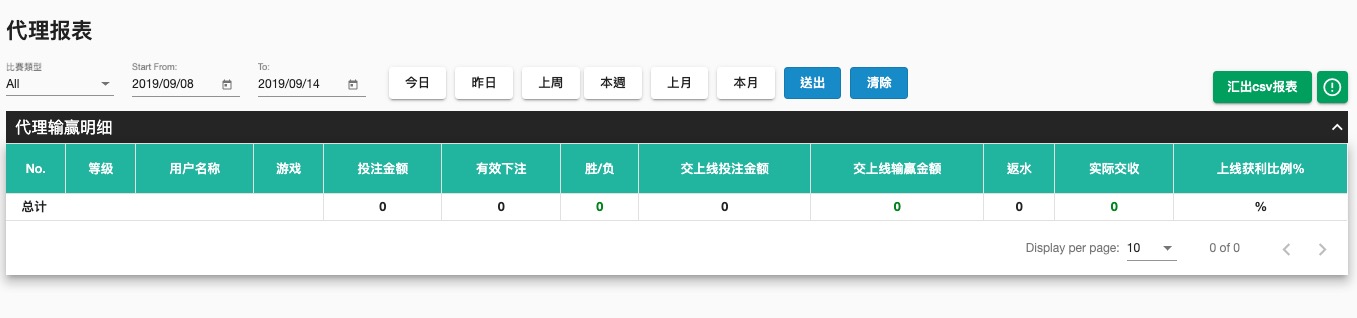 代理报表
比賽類型
All
Start From:
2019/09/08
To:
2019/09/14
今日
昨日
上周
本週
上月
本月
送出
清除
汇出csv报表
代理输赢明细
No. 等级 用户名称 游戏 投注金额 有效下注 胜/负 交上线投注金额 交上线输赢金额 返水 实际交收 上线获利比例%
总计 0 0 0 0 0 0 0 %
Display per page: 10 0 of 0